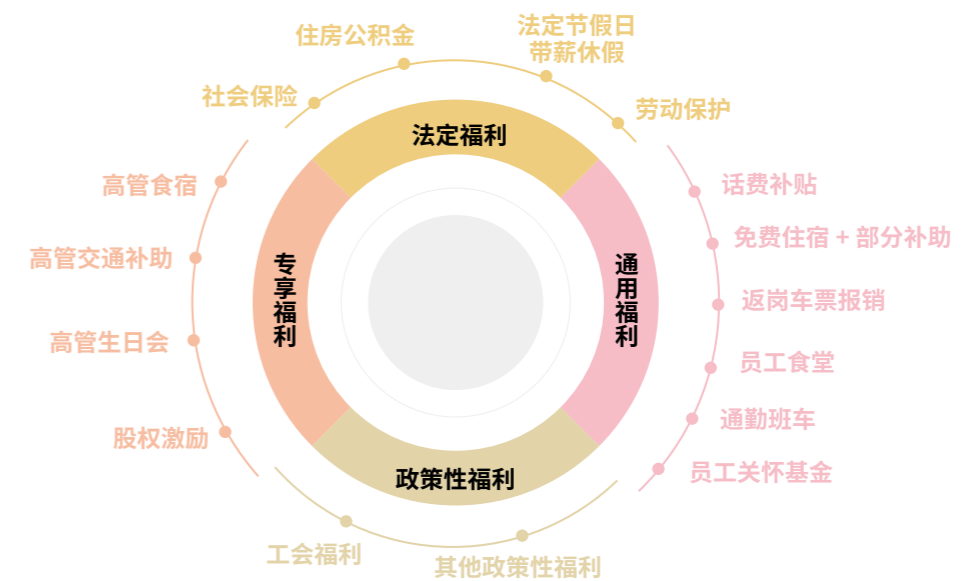 住房公积金
法定节假日
带薪休假
社会保险
劳动保护
法定福利
高管食宿
高管交通补助
高管生日会
股权激励
专享福利
通用福利
话费补贴
免费住宿 + 部分补助
返岗车票报销
员工食堂
通勤班车
员工关怀基金
政策性福利
工会福利
其他政策性福利